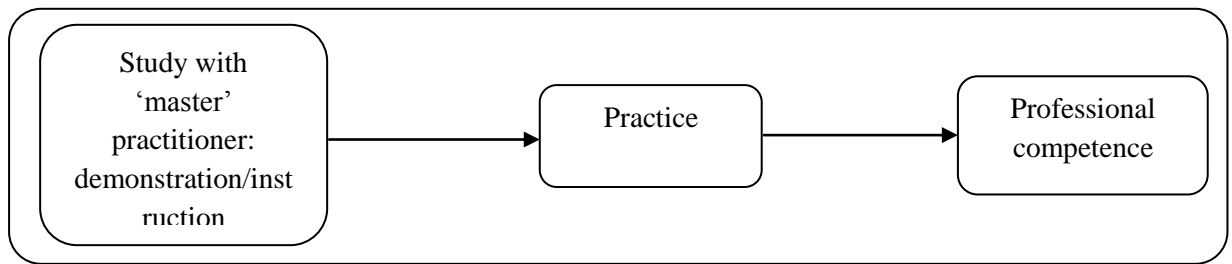 Study with
‘master’
practitioner:
demonstration/inst
ruction
Practice
Professional
competence